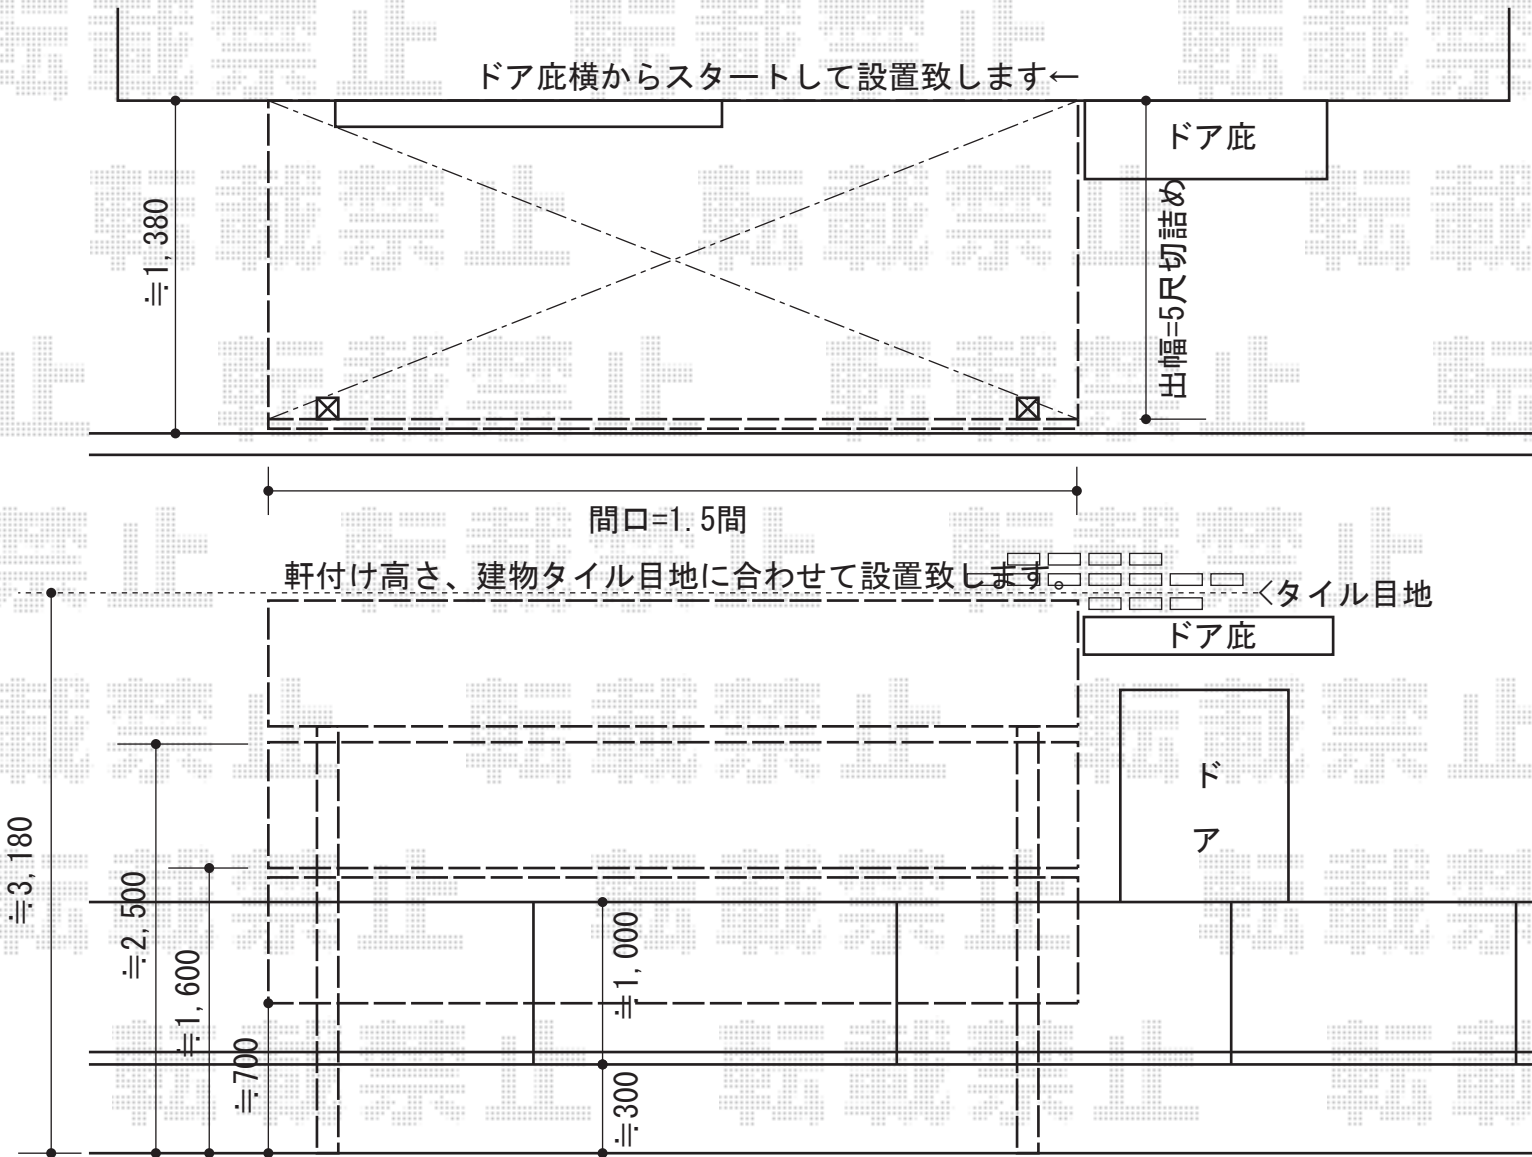 ドア庇横からスタートして設置致します←
ドア庇
≒1,380
出幅=5尺切詰め
間口=1.5間
軒付け高さ、建物タイル目地に合わせて設置致します。
<タイル目地
ドア庇
ドア
≒3,180
≒2,500
≒1,600
≒700
≒1,000
≒300
転載禁止